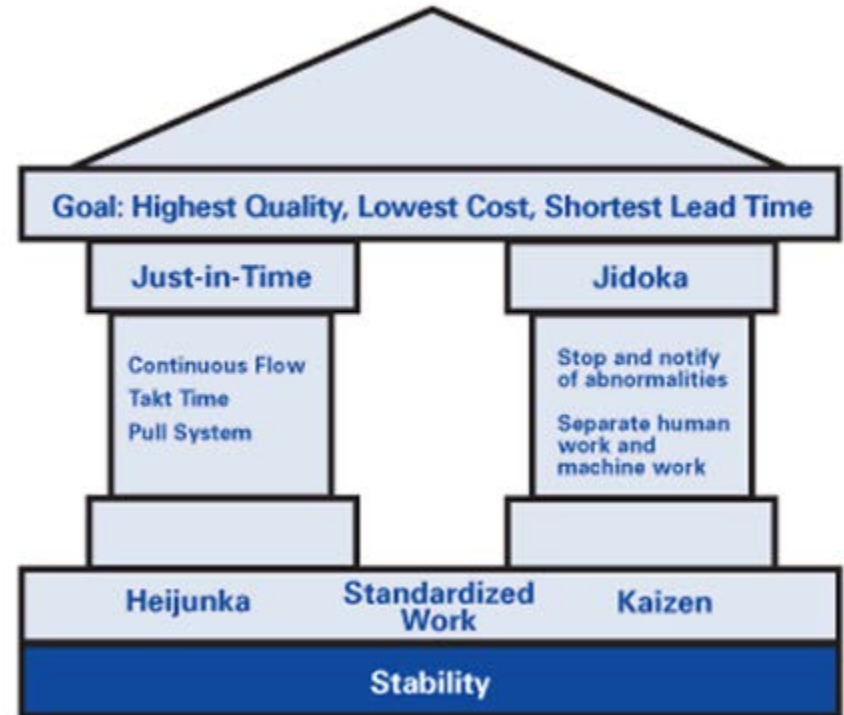 Goal: Highest Quality, Lowest Cost, Shortest Lead Time
Just-in-Time
Continuous Flow
Takt Time
Pull System
Jidoka
Stop and notify
of abnormalities
Separate human
work and
machine work
Heijunka
Standardized
Work
Kaizen
Stability